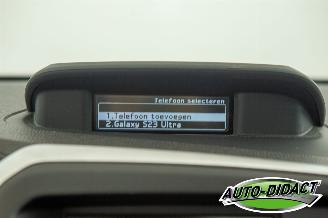 Telefoon selecteren
1.Telefoon toevoegen
2.Galaxy S23 Ultra
AUTO-DIDACT